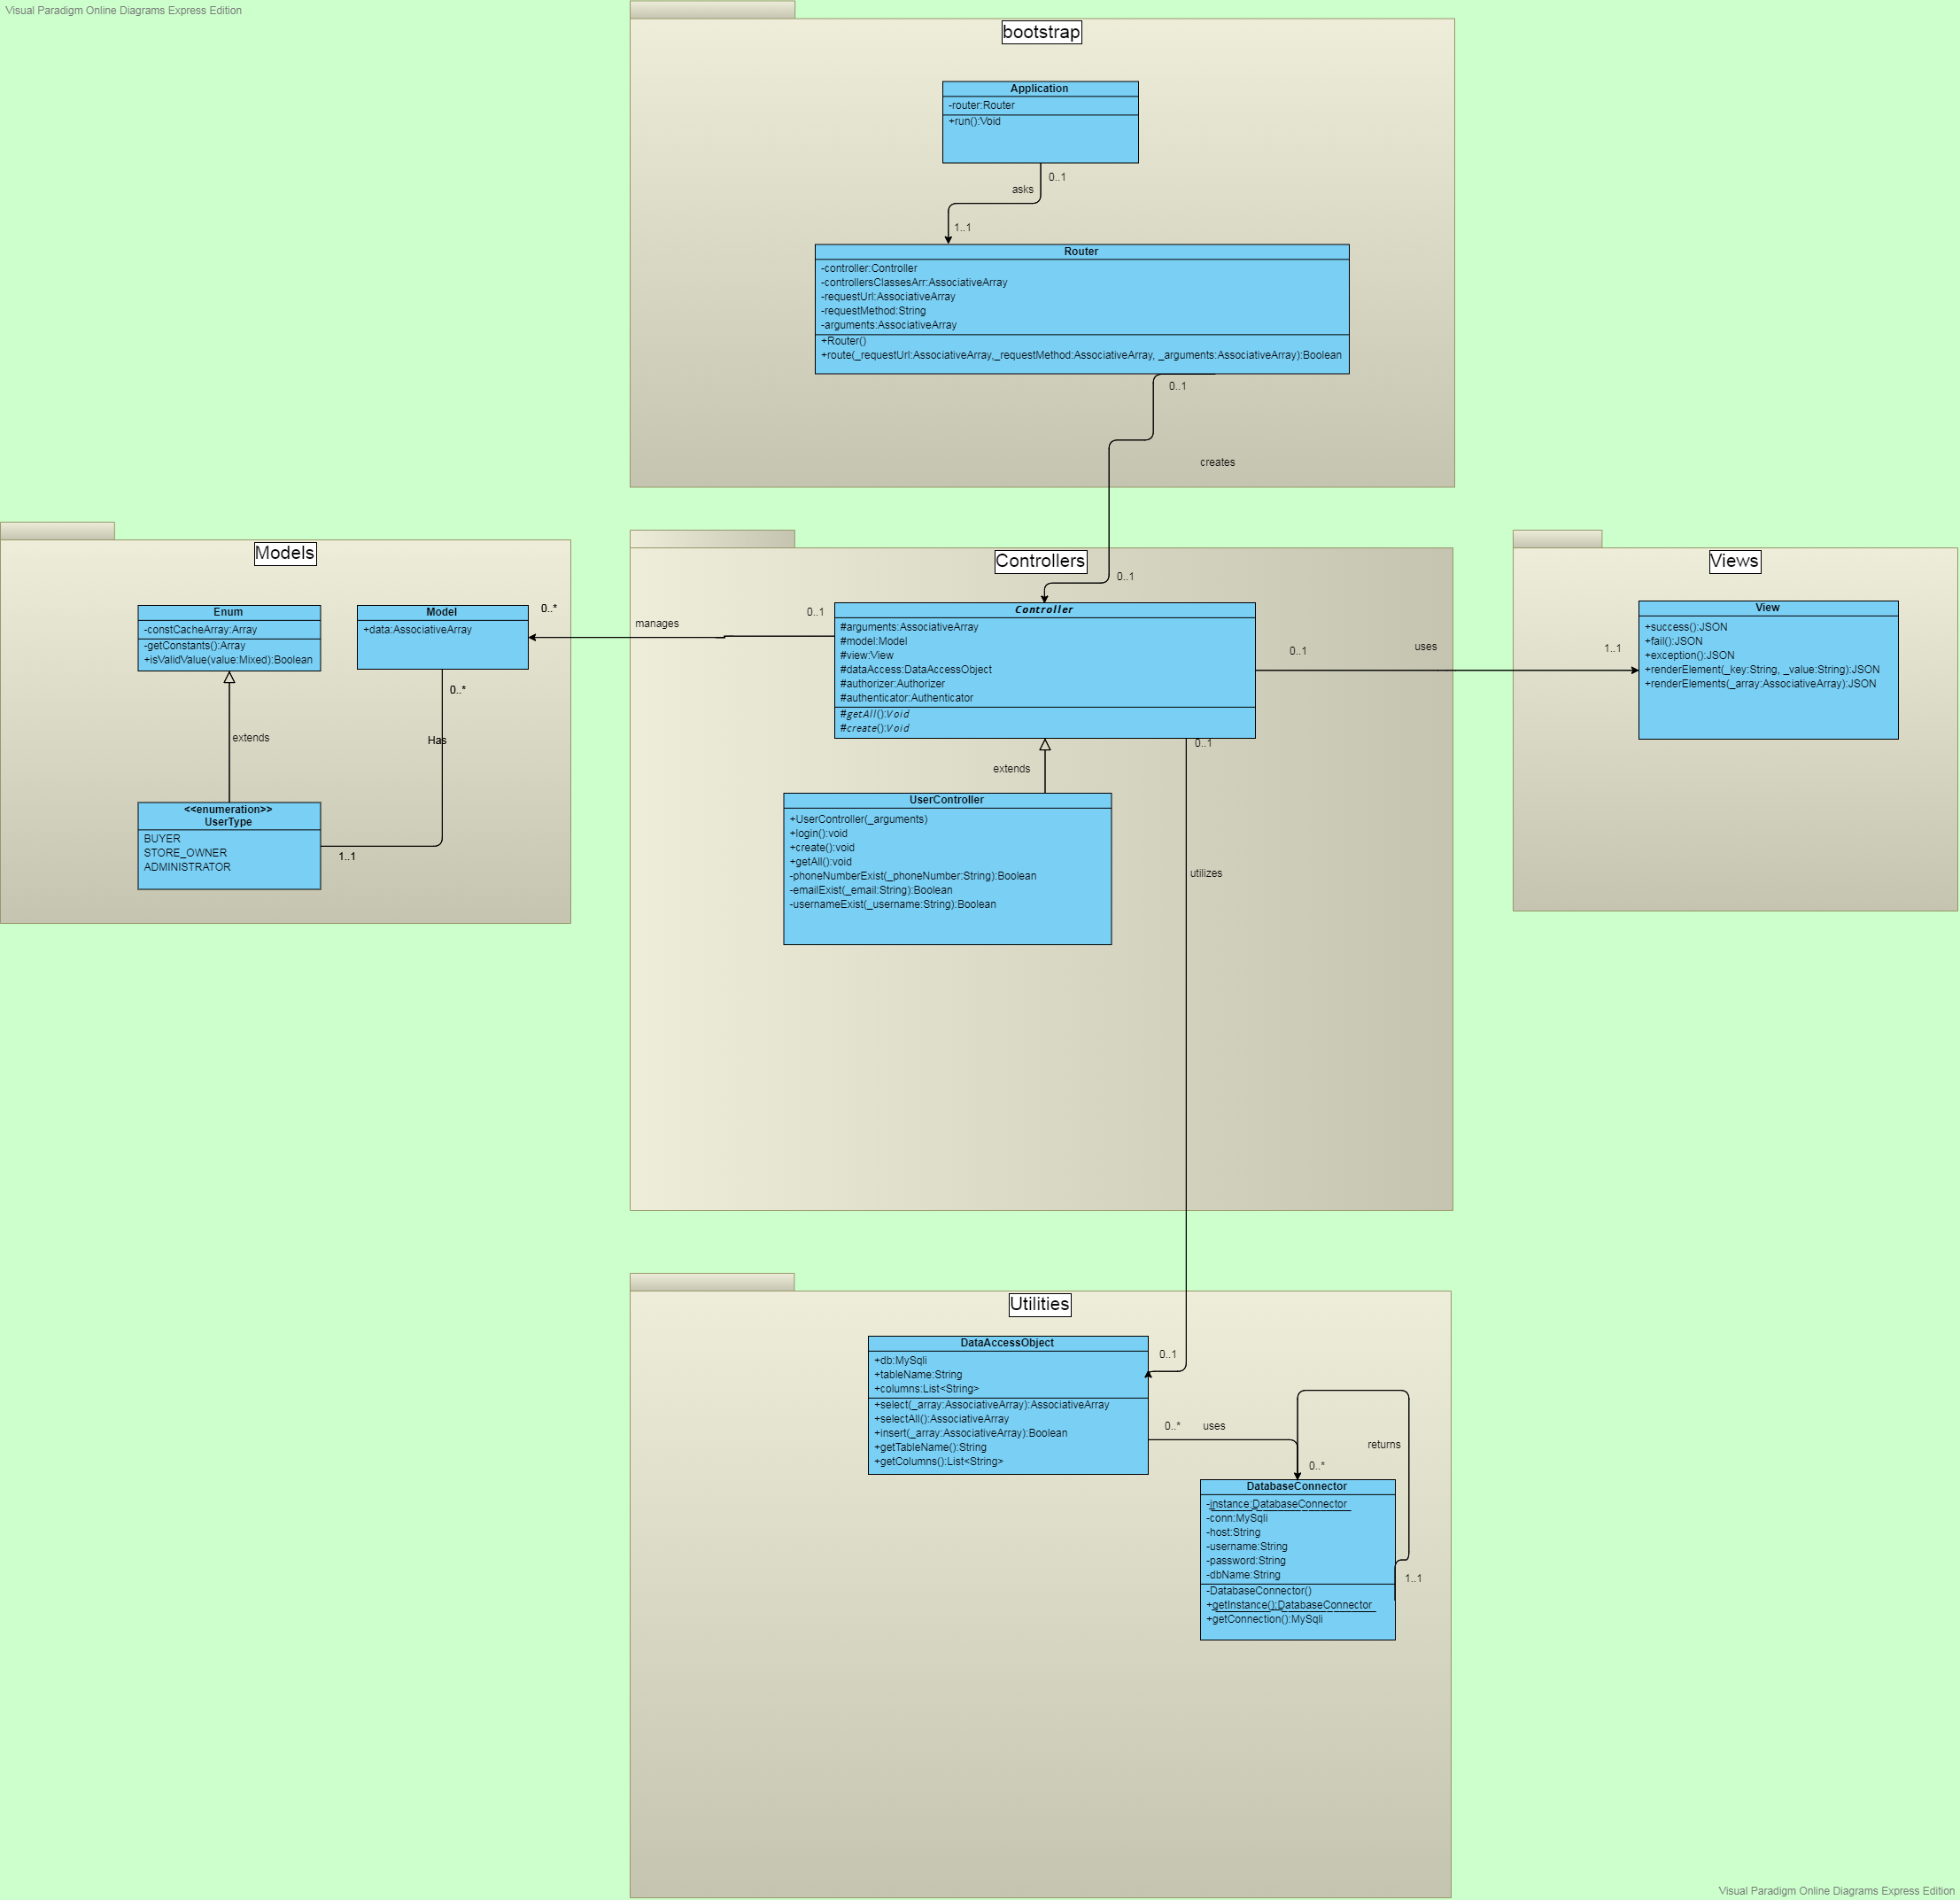 Visual Paradigm Online Diagrams Express Edition
bootstrap
Application
-router:Router
+run():Void
0..1
asks
1..1
Router
-controller:Controller
-controllersClassesArr:AssociativeArray
-requestUrl:AssociativeArray
-requestMethod:String
-arguments:AssociativeArray
+Router()
+route(_requestUrl:AssociativeArray,_requestMethod:AssociativeArray, _arguments:AssociativeArray):Boolean
0..1
creates
0..1
Models
Enum
-constCacheArray:Array
-getConstants():Array
+isValidValue(value:Mixed):Boolean
extends
<<enumeration>>
UserType
BUYER
STORE_OWNER
ADMINISTRATOR
Model
+data:AssociativeArray
0..*
0..*
Has
1..1
manages
0..1
Controllers
Controller
#arguments:AssociativeArray
#model:Model
#view:View
#dataAccess:DataAccessObject
#authorizer:Authorizer
#authenticator:Authenticator
#getAll():Void
#create():Void
extends
0..1
UserController
+UserController(_arguments)
+login():void
+create():void
+getAll():void
-phoneNumberExist(_phoneNumber:String):Boolean
-emailExist(_email:String):Boolean
-usernameExist(_username:String):Boolean
utilizes
0..1
uses
1..1
Views
View
+success():JSON
+fail():JSON
+exception():JSON
+renderElement(_key:String, _value:String):JSON
+renderElements(_array:AssociativeArray):JSON
Utilities
DataAccessObject
+db:MySqli
+tableName:String
+columns:List<String>
+select(_array:AssociativeArray):AssociativeArray
+selectAll():AssociativeArray
+insert(_array:AssociativeArray):Boolean
+getTableName():String
+getColumns():List<String>
0..1
0..*
uses
0..*
returns
1..1
DatabaseConnector
-instance:DatabaseConnector
-conn:MySqli
-host:String
-username:String
-password:String
-dbName:String
-DatabaseConnector()
+getInstance():DatabaseConnector
+getConnection():MySqli
Visual Paradigm Online Diagrams Express Edition